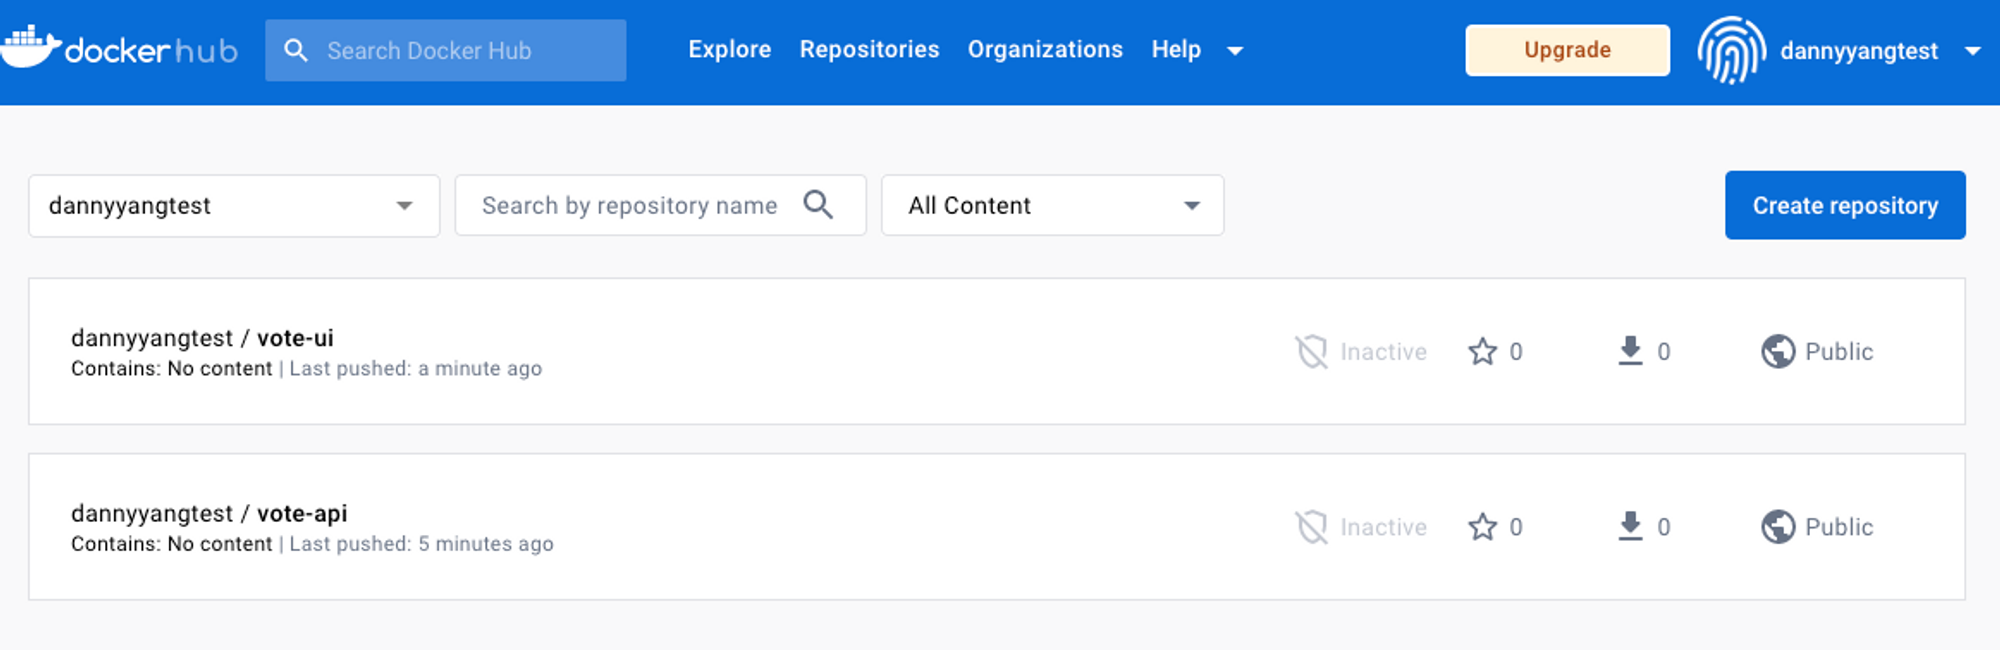 docker hub
Search Docker Hub
Explore Repositories Organizations Help
Upgrade
dannyyangtest
dannyyangtest
Search by repository name
All Content
Create repository
dannyyangtest / vote-ui
Contains: No content | Last pushed: a minute ago
Inactive 0 0 Public
dannyyangtest / vote-api
Contains: No content | Last pushed: 5 minutes ago
Inactive 0 0 Public